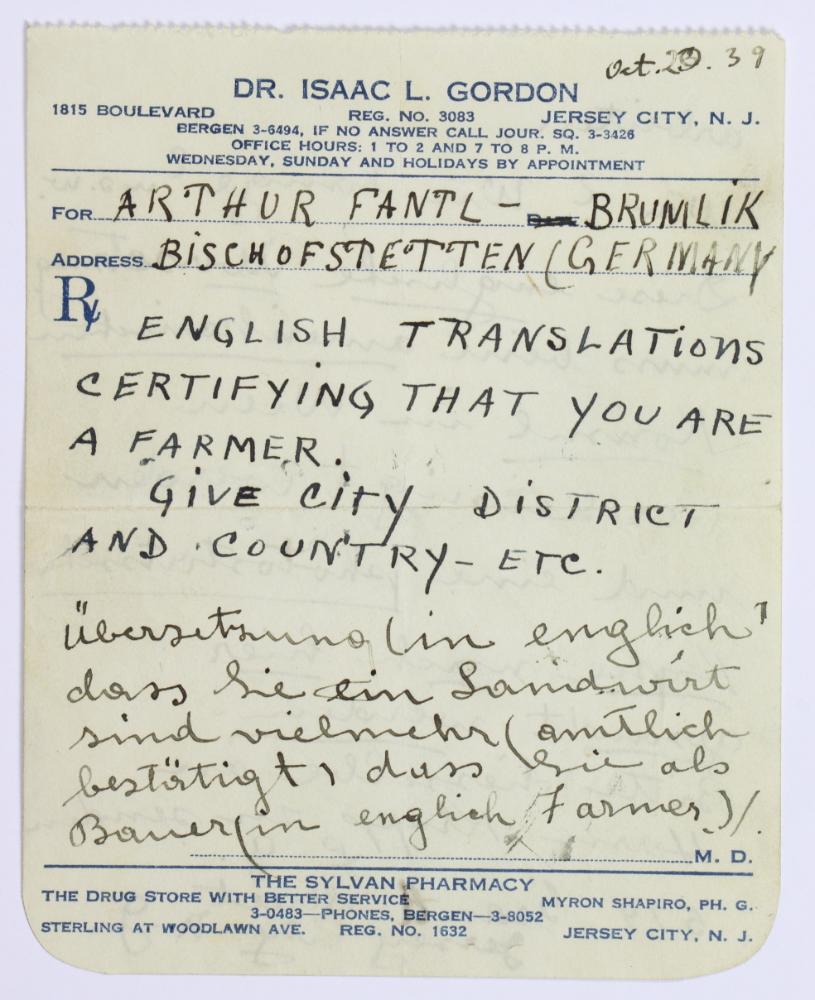 Oct. 29. 39
DR. ISAAC L. GORDON
1815 BOULEVARD REG. NO. 3083 JERSEY CITY, N. J.
BERGEN 3-6494, IF NO ANSWER CALL JOUR. SQ. 3-3426
OFFICE HOURS: 1 TO 2 AND 7 TO 8 P. M.
WEDNESDAY, SUNDAY AND HOLIDAYS BY APPOINTMENT
FOR ARTHUR FANTL - BRUMLIK
ADDRESS BISCHOFSTETTEN (GERMANY
Rx ENGLISH TRANSLATIONS
CERTIFYING THAT YOU ARE
A FARMER.
GIVE CITY - DISTRICT
AND COUNTRY - ETC.
Übersetzung (in englich)
dass Sie ein Landwirt
sind vielmehr (amtlich
bestätigt) dass Sie als
Bauer (in englich Farmer)/.
M. D.
THE SYLVAN PHARMACY
THE DRUG STORE WITH BETTER SERVICE MYRON SHAPIRO, PH. G.
3-0483—PHONES, BERGEN—3-8052
STERLING AT WOODLAWN AVE. REG. NO. 1632 JERSEY CITY, N. J.